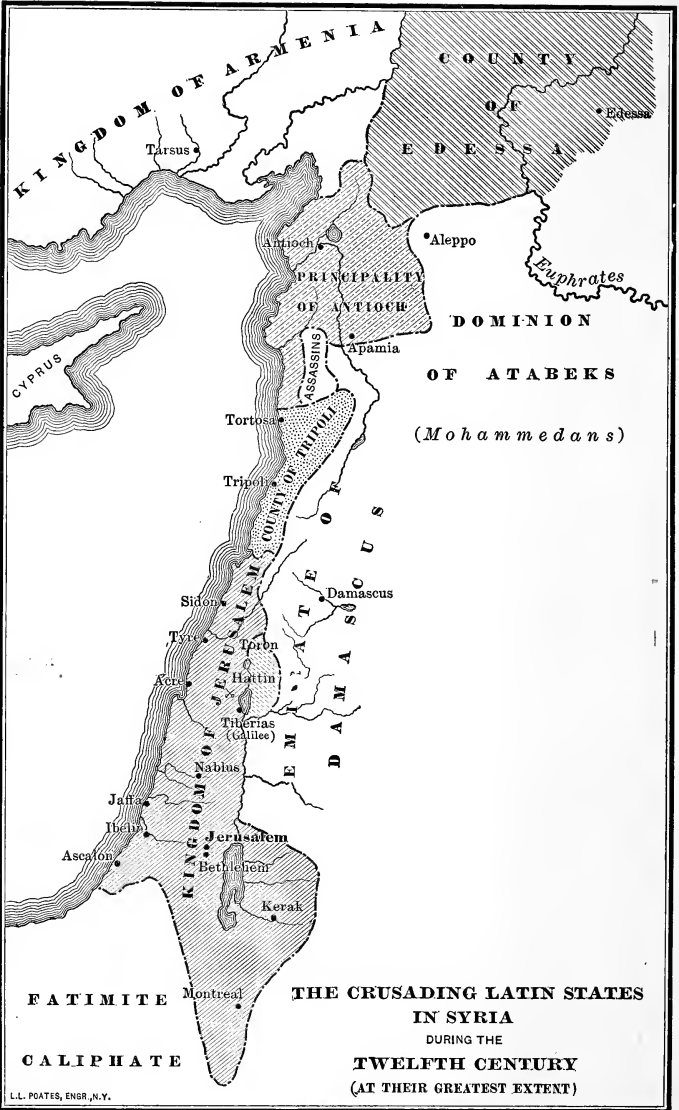 KINGDOM OF ARMENIA
COUNTY
OF
EDESSA
Edessa
Tarsus
Antioch
Aleppo
Euphrates
PRINCIPALITY
OF ANTIOCH
DOMINION
OF ATABEKS
(Mohammedans)
Apamia
ASSASSINS
CYPRUS
Tortosa
COUNTY OF TRIPOLI
Tripoli
EMIRATE OF
DAMASCUS
Damascus
Sidon
Tyre
Toron
Hattin
Acre
Tiberias
(Galilee)
KINGDOM OF JERUSALEM
Nablus
Jaffa
Ibelin
Jerusalem
Ascalon
Bethlehem
Kerak
Montreal
FATIMITE
CALIPHATE
THE CRUSADING LATIN STATES
IN SYRIA
DURING THE
TWELFTH CENTURY
(AT THEIR GREATEST EXTENT)
L.L. POATES, ENGR., N.Y.